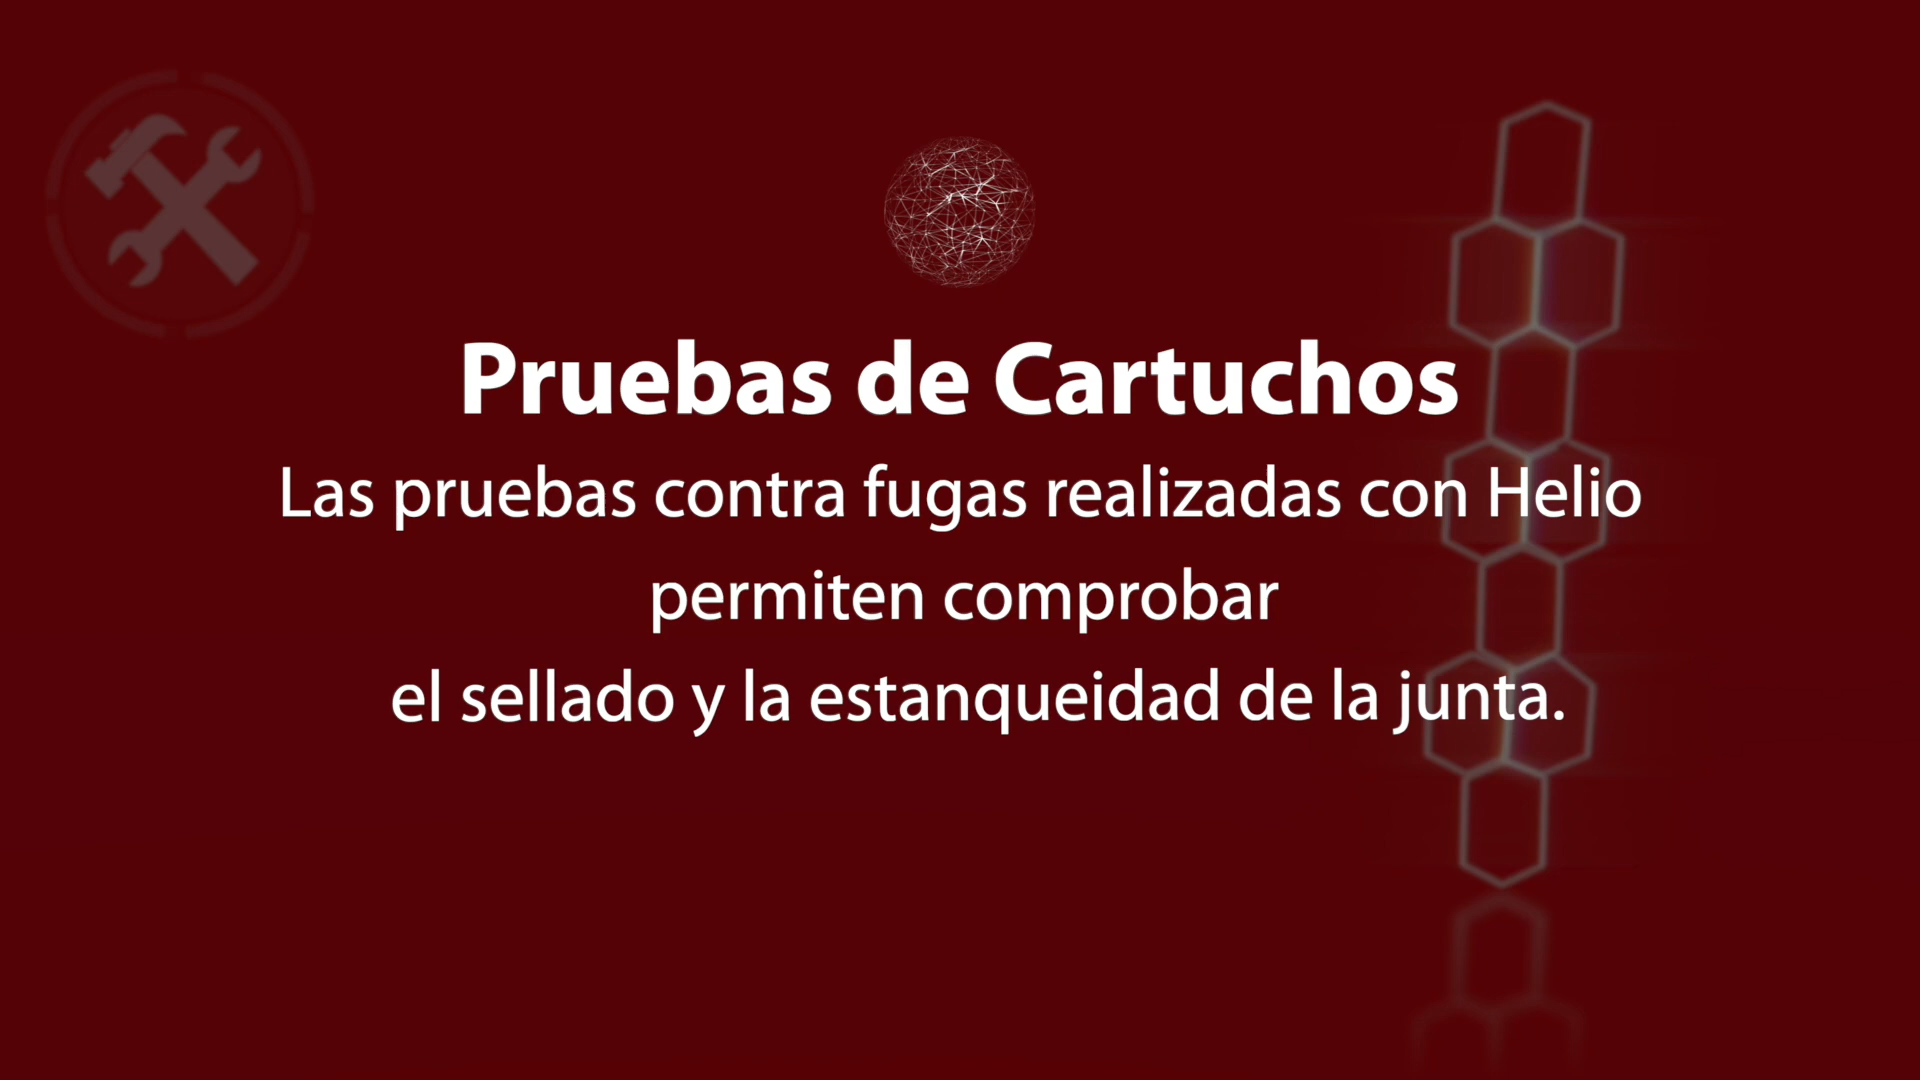 Pruebas de Cartuchos
Las pruebas contra fugas realizadas con Helio
permiten comprobar
el sellado y la estanqueidad de la junta.